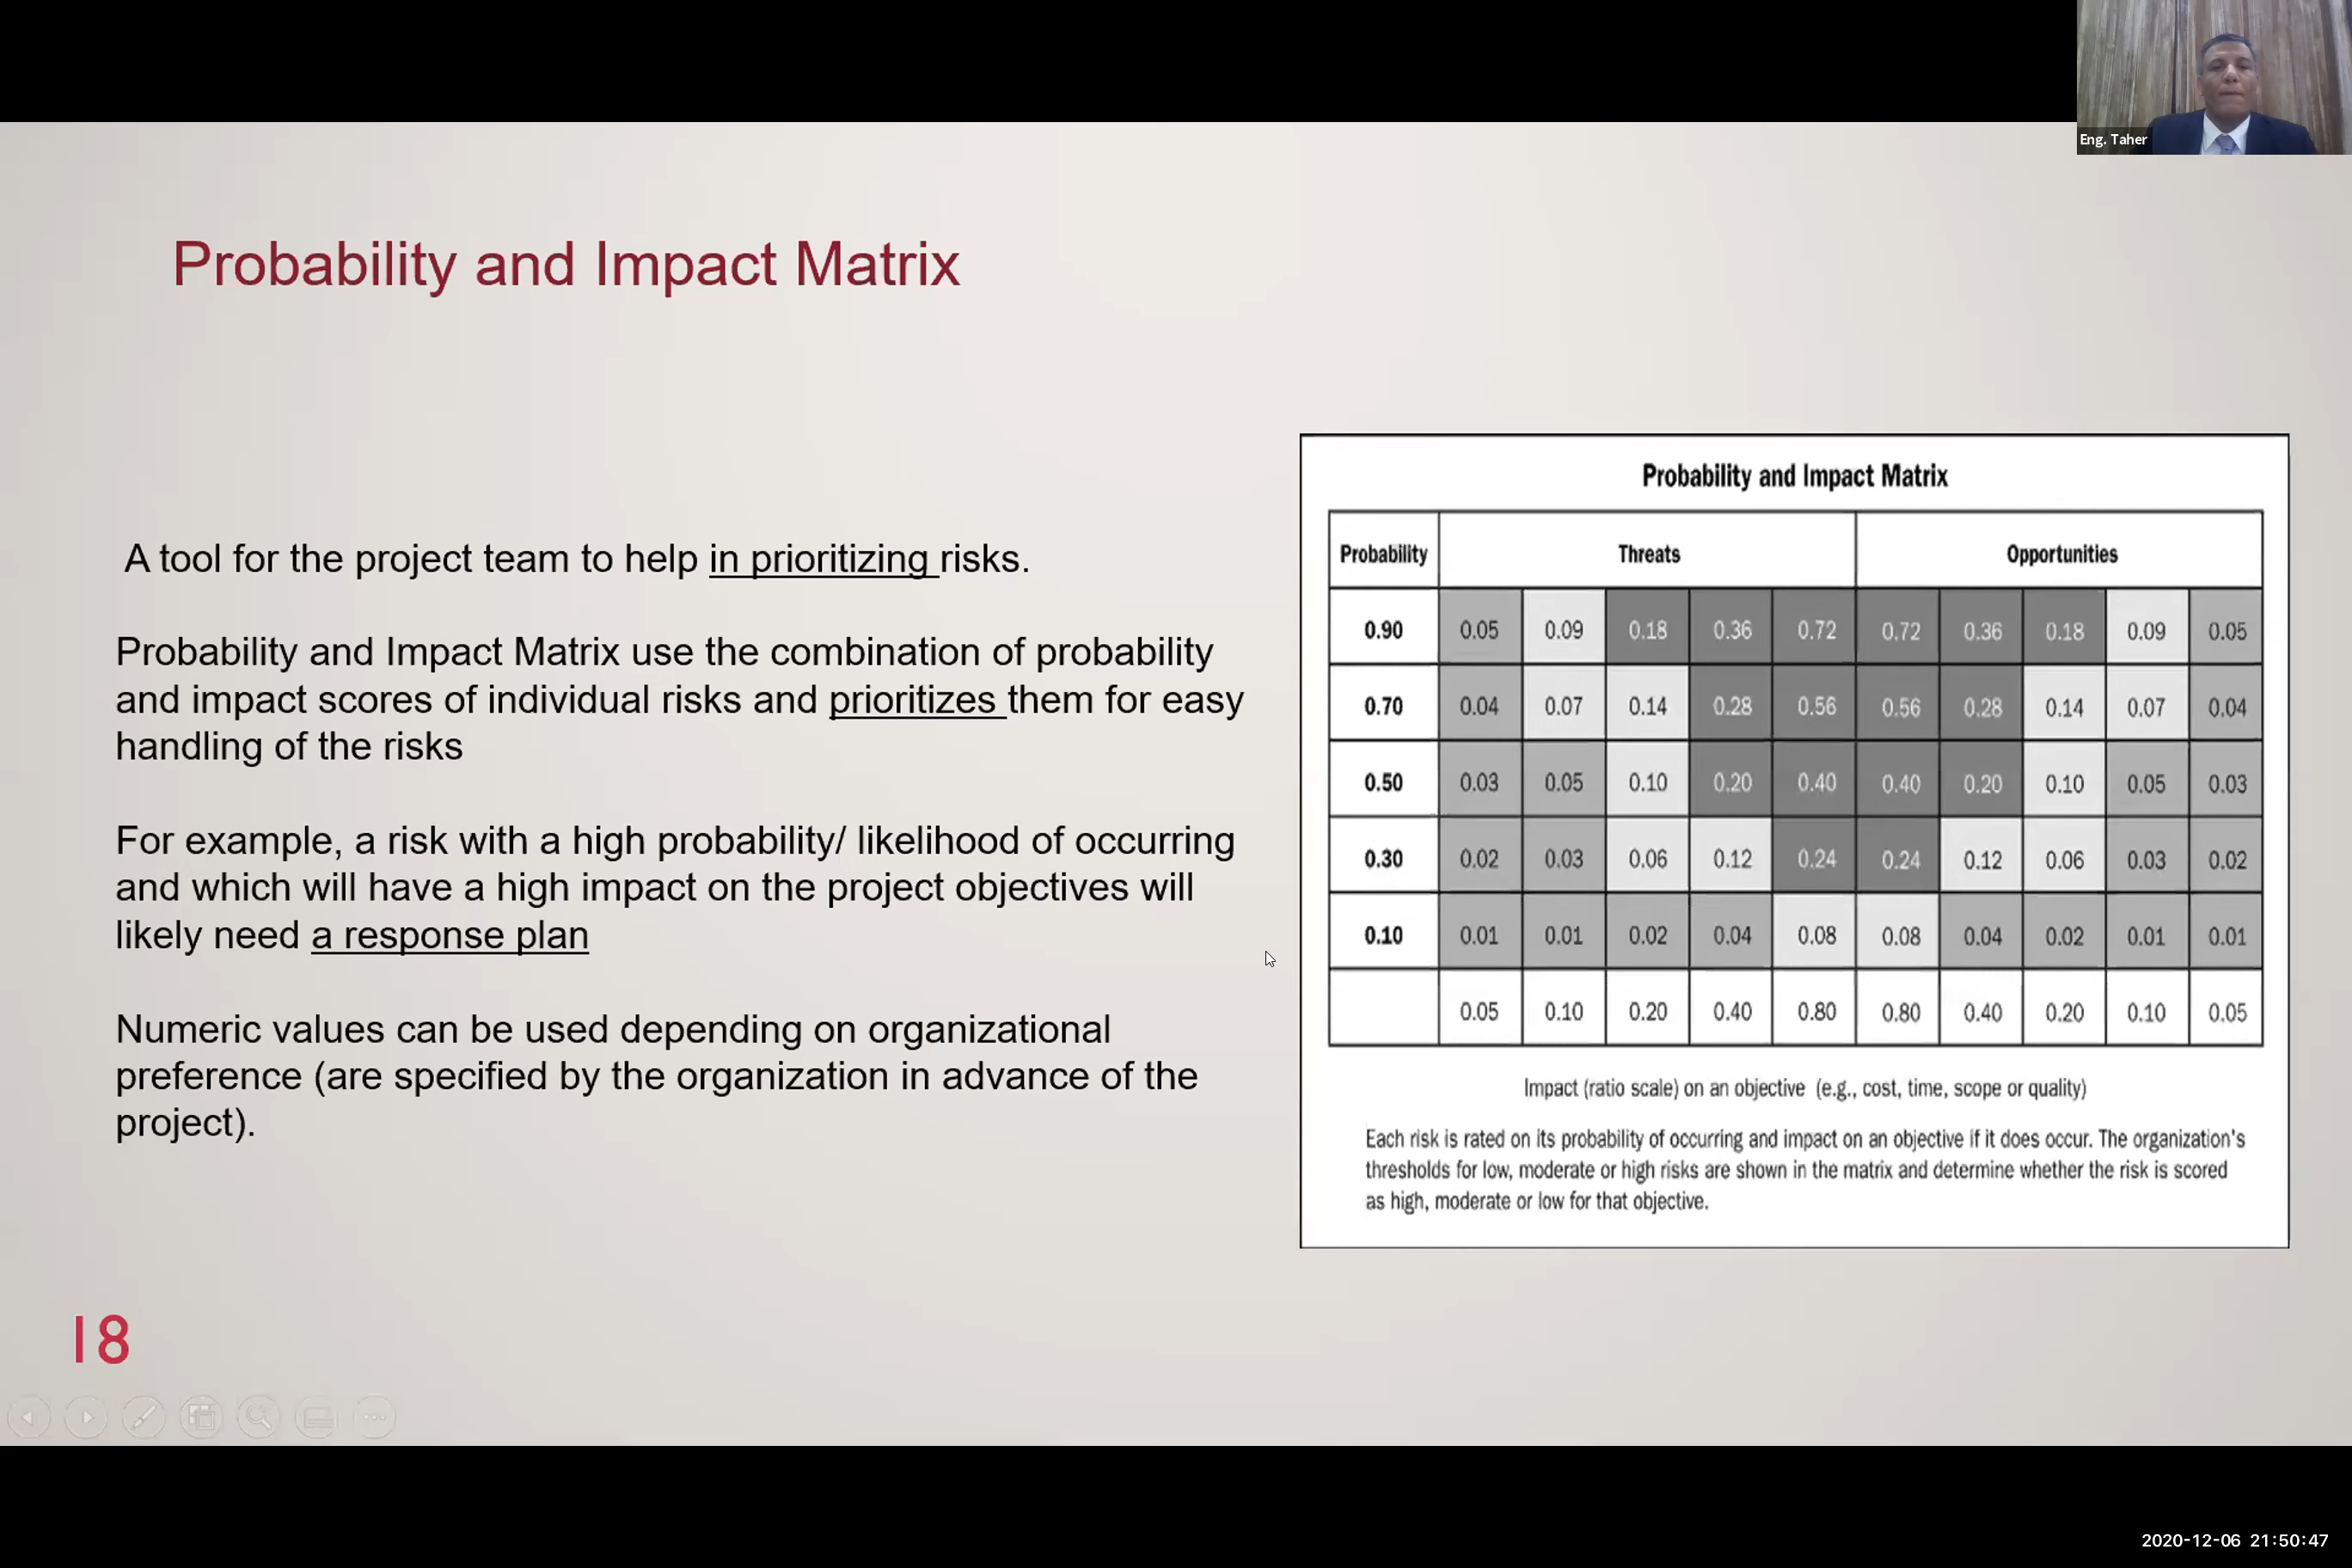 Eng. Taher
Probability and Impact Matrix
A tool for the project team to help in prioritizing risks.
Probability and Impact Matrix use the combination of probability
and impact scores of individual risks and prioritizes them for easy
handling of the risks
For example, a risk with a high probability/ likelihood of occurring
and which will have a high impact on the project objectives will
likely need a response plan
Numeric values can be used depending on organizational
preference (are specified by the organization in advance of the
project).
Probability and Impact Matrix
Probability Threats Opportunities
0.90 0.05 0.09 0.18 0.36 0.72 0.72 0.36 0.18 0.09 0.05
0.70 0.04 0.07 0.14 0.28 0.56 0.56 0.28 0.14 0.07 0.04
0.50 0.03 0.05 0.10 0.20 0.40 0.40 0.20 0.10 0.05 0.03
0.30 0.02 0.03 0.06 0.12 0.24 0.24 0.12 0.06 0.03 0.02
0.10 0.01 0.01 0.02 0.04 0.08 0.08 0.04 0.02 0.01 0.01
0.05 0.10 0.20 0.40 0.80 0.80 0.40 0.20 0.10 0.05
Impact (ratio scale) on an objective (e.g., cost, time, scope or quality)
Each risk is rated on its probability of occurring and impact on an objective if it does occur. The organization's
thresholds for low, moderate or high risks are shown in the matrix and determine whether the risk is scored
as high, moderate or low for that objective.
18
2020-12-06 21:50:47